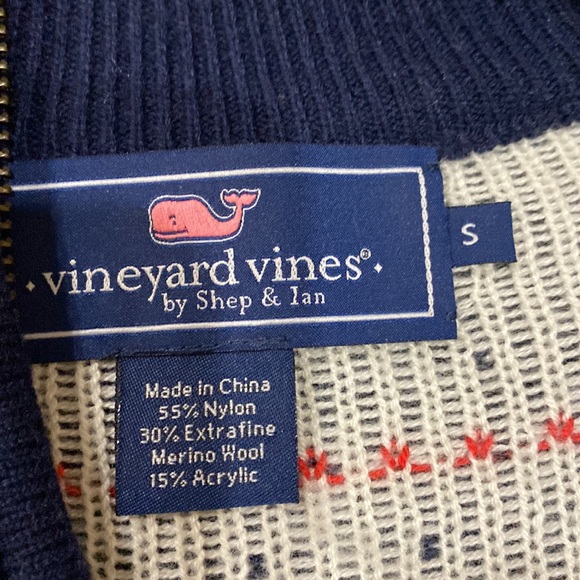 vineyard vines®
by Shep & Ian
S
Made in China
55% Nylon
30% Extrafine
Merino Wool
15% Acrylic